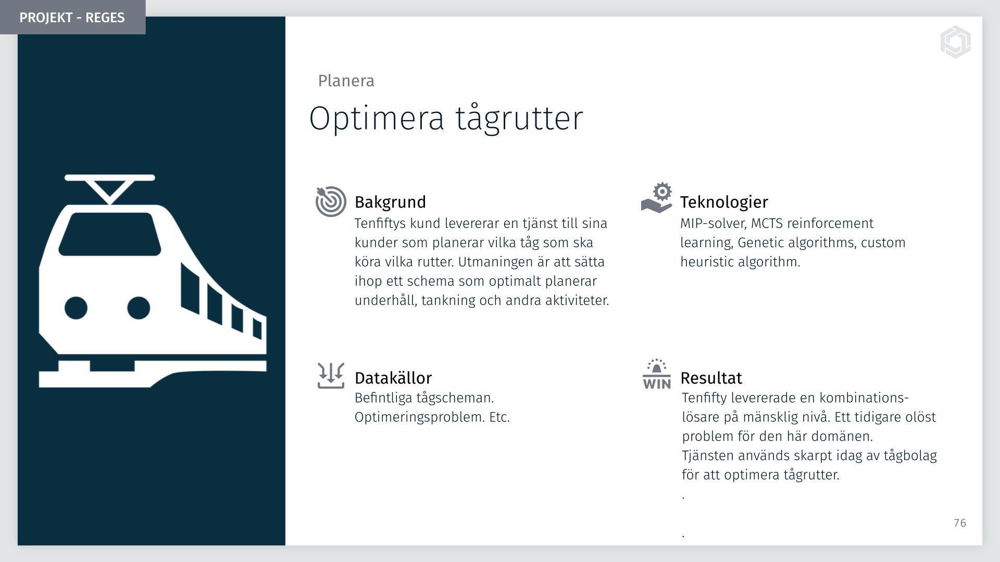 PROJEKT - REGES
Planera
Optimera tågrutter
Bakgrund
Tenfiftys kund levererar en tjänst till sina
kunder som planerar vilka tåg som ska
köra vilka rutter. Utmaningen är att sätta
ihop ett schema som optimalt planerar
underhåll, tankning och andra aktiviteter.
Teknologier
MIP-solver, MCTS reinforcement
learning, Genetic algorithms, custom
heuristic algorithm.
Datakällor
Befintliga tågscheman.
Optimeringsproblem. Etc.
WIN
Resultat
Tenfifty levererade en kombinations-
lösare på mänsklig nivå. Ett tidigare olöst
problem för den här domänen.
Tjänsten används skarpt idag av tågbolag
för att optimera tågrutter.
.
.
76